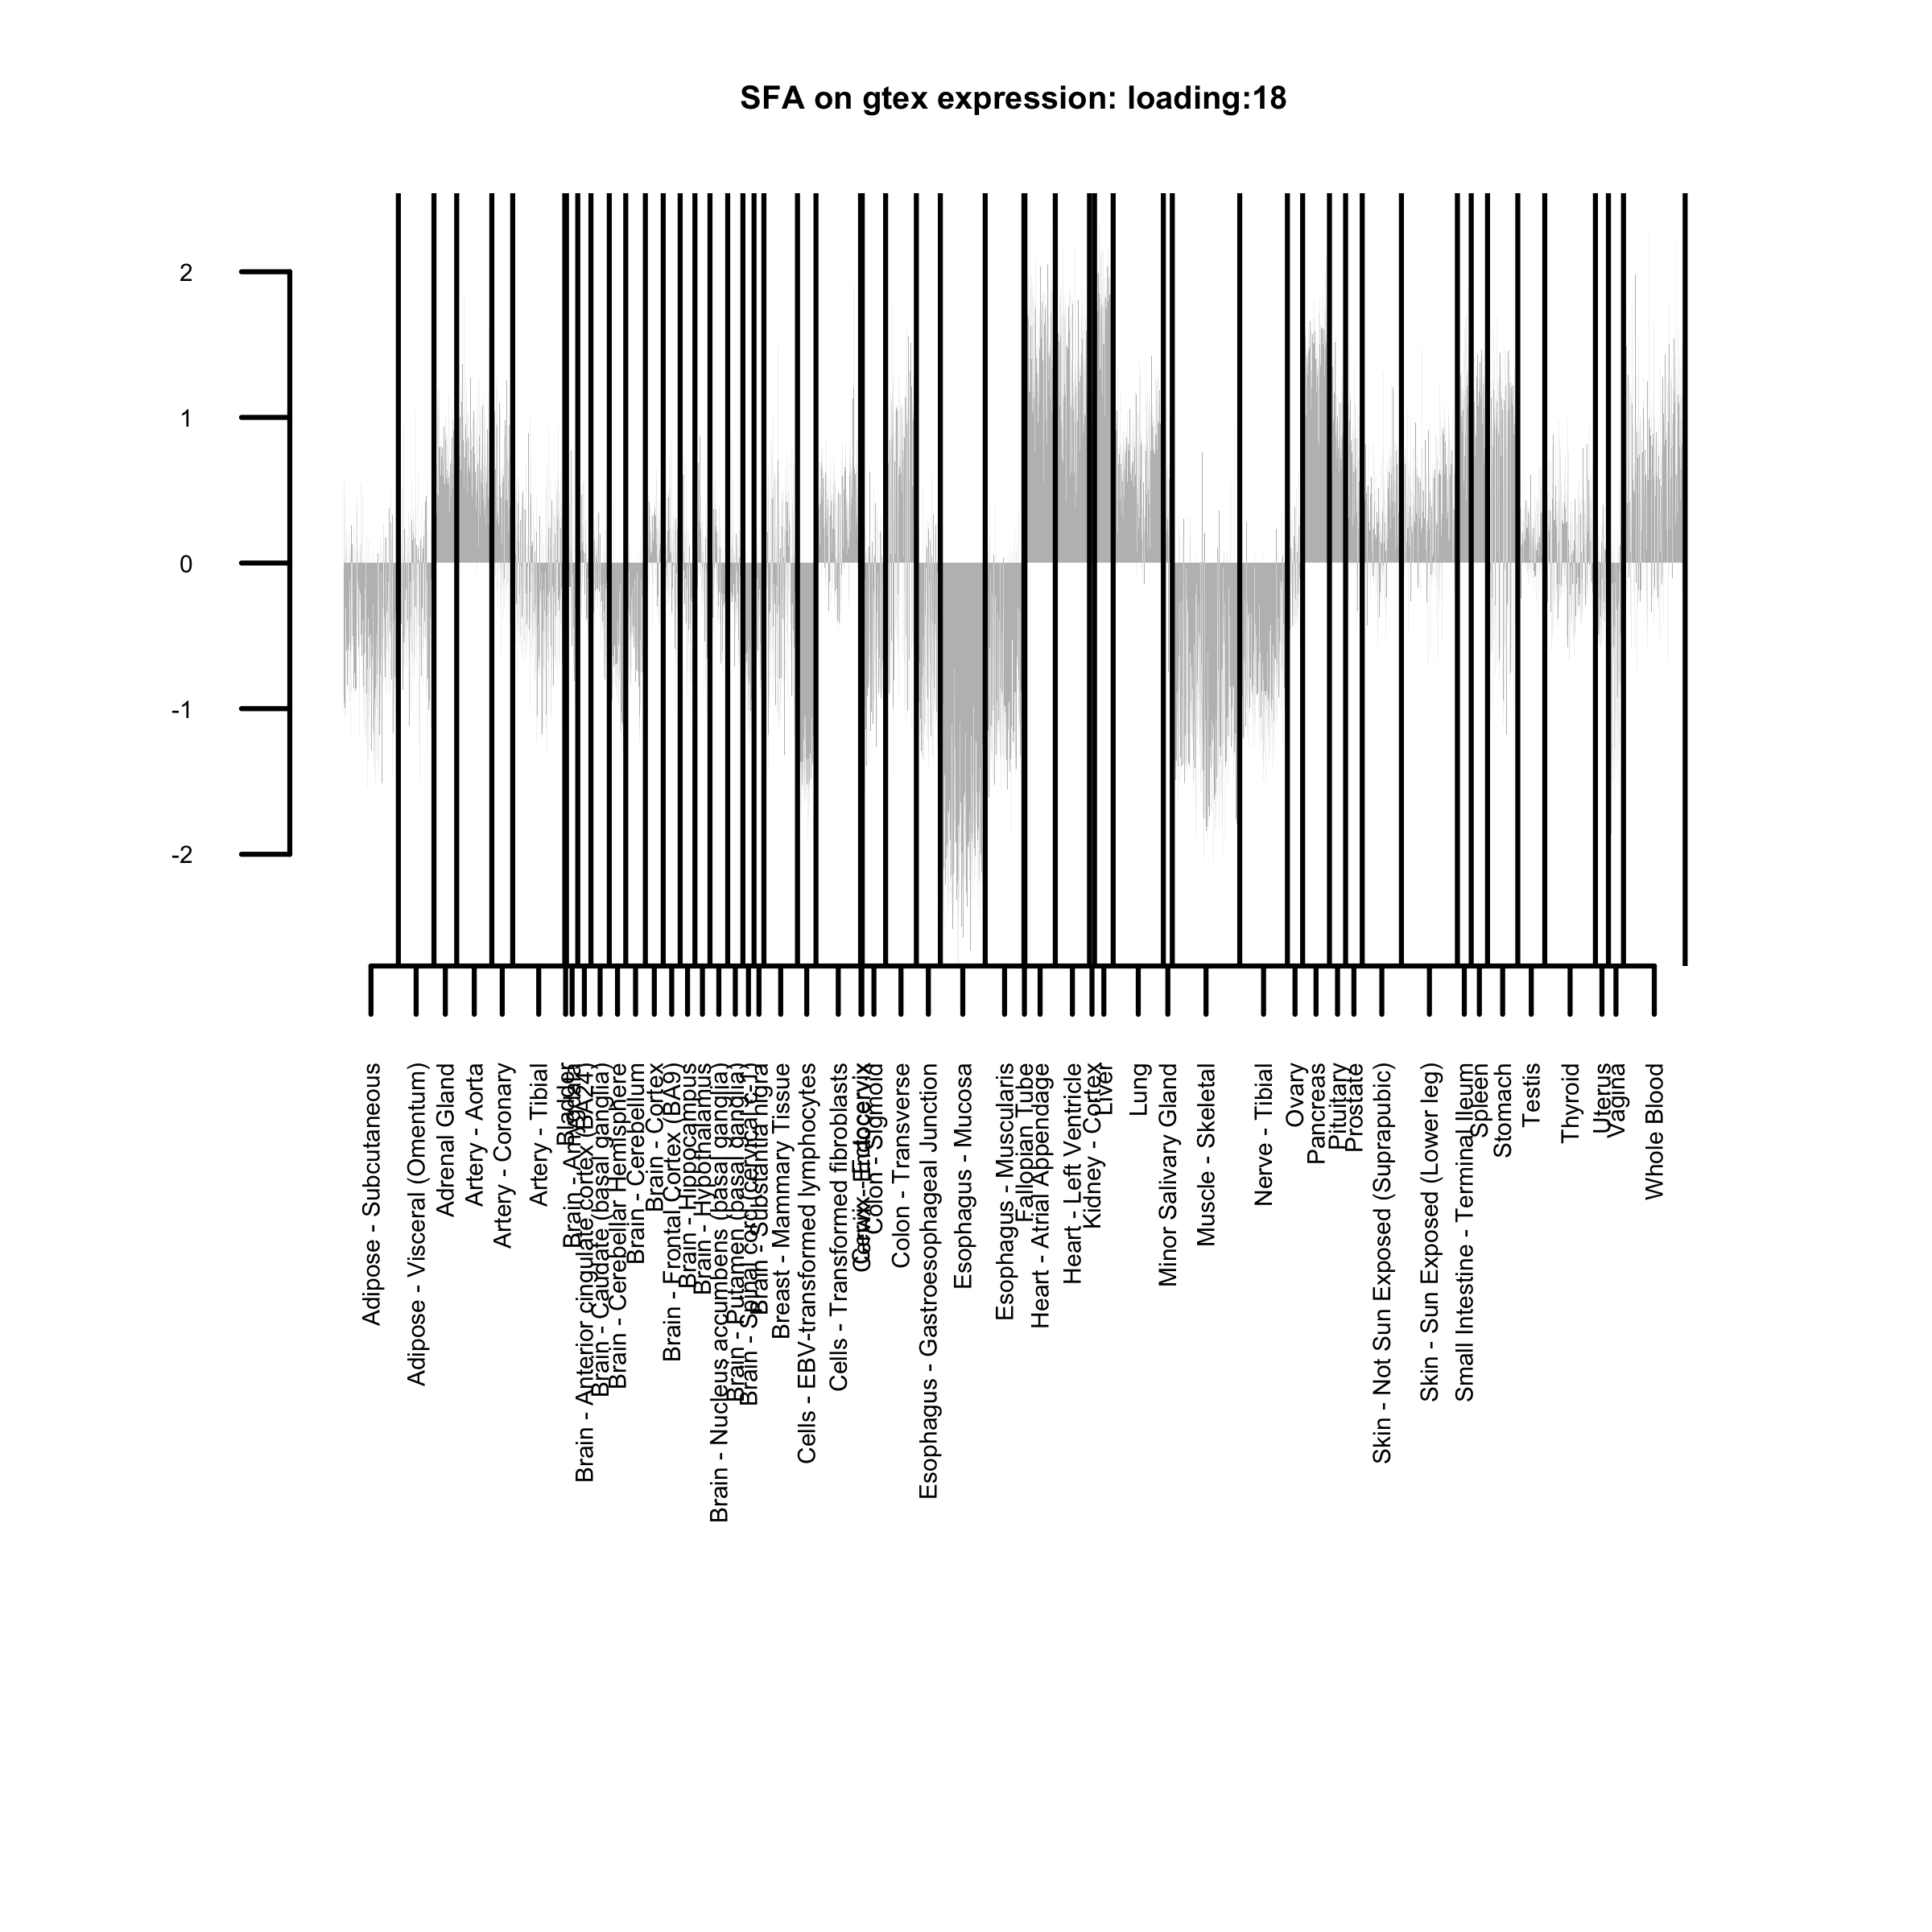 SFA on gtex expression: loading:18
2
1
0
-1
-2
Adipose - Subcutaneous
Adipose - Visceral (Omentum)
Adrenal Gland
Artery - Aorta
Artery - Coronary
Artery - Tibial
Bladder
Brain - Amygdala
Brain - Anterior cingulate cortex (BA24)
Brain - Caudate (basal ganglia)
Brain - Cerebellar Hemisphere
Brain - Cerebellum
Brain - Cortex
Brain - Frontal Cortex (BA9)
Brain - Hippocampus
Brain - Hypothalamus
Brain - Nucleus accumbens (basal ganglia)
Brain - Putamen (basal ganglia)
Brain - Spinal cord (cervical c-1)
Brain - Substantia nigra
Breast - Mammary Tissue
Cells - EBV-transformed lymphocytes
Cells - Transformed fibroblasts
Cervix - Endocervix
Colon - Sigmoid
Colon - Transverse
Esophagus - Gastroesophageal Junction
Esophagus - Mucosa
Esophagus - Muscularis
Fallopian Tube
Heart - Atrial Appendage
Heart - Left Ventricle
Kidney - Cortex
Liver
Lung
Minor Salivary Gland
Muscle - Skeletal
Nerve - Tibial
Ovary
Pancreas
Pituitary
Prostate
Skin - Not Sun Exposed (Suprapubic)
Skin - Sun Exposed (Lower leg)
Small Intestine - Terminal Ileum
Spleen
Stomach
Testis
Thyroid
Uterus
Vagina
Whole Blood